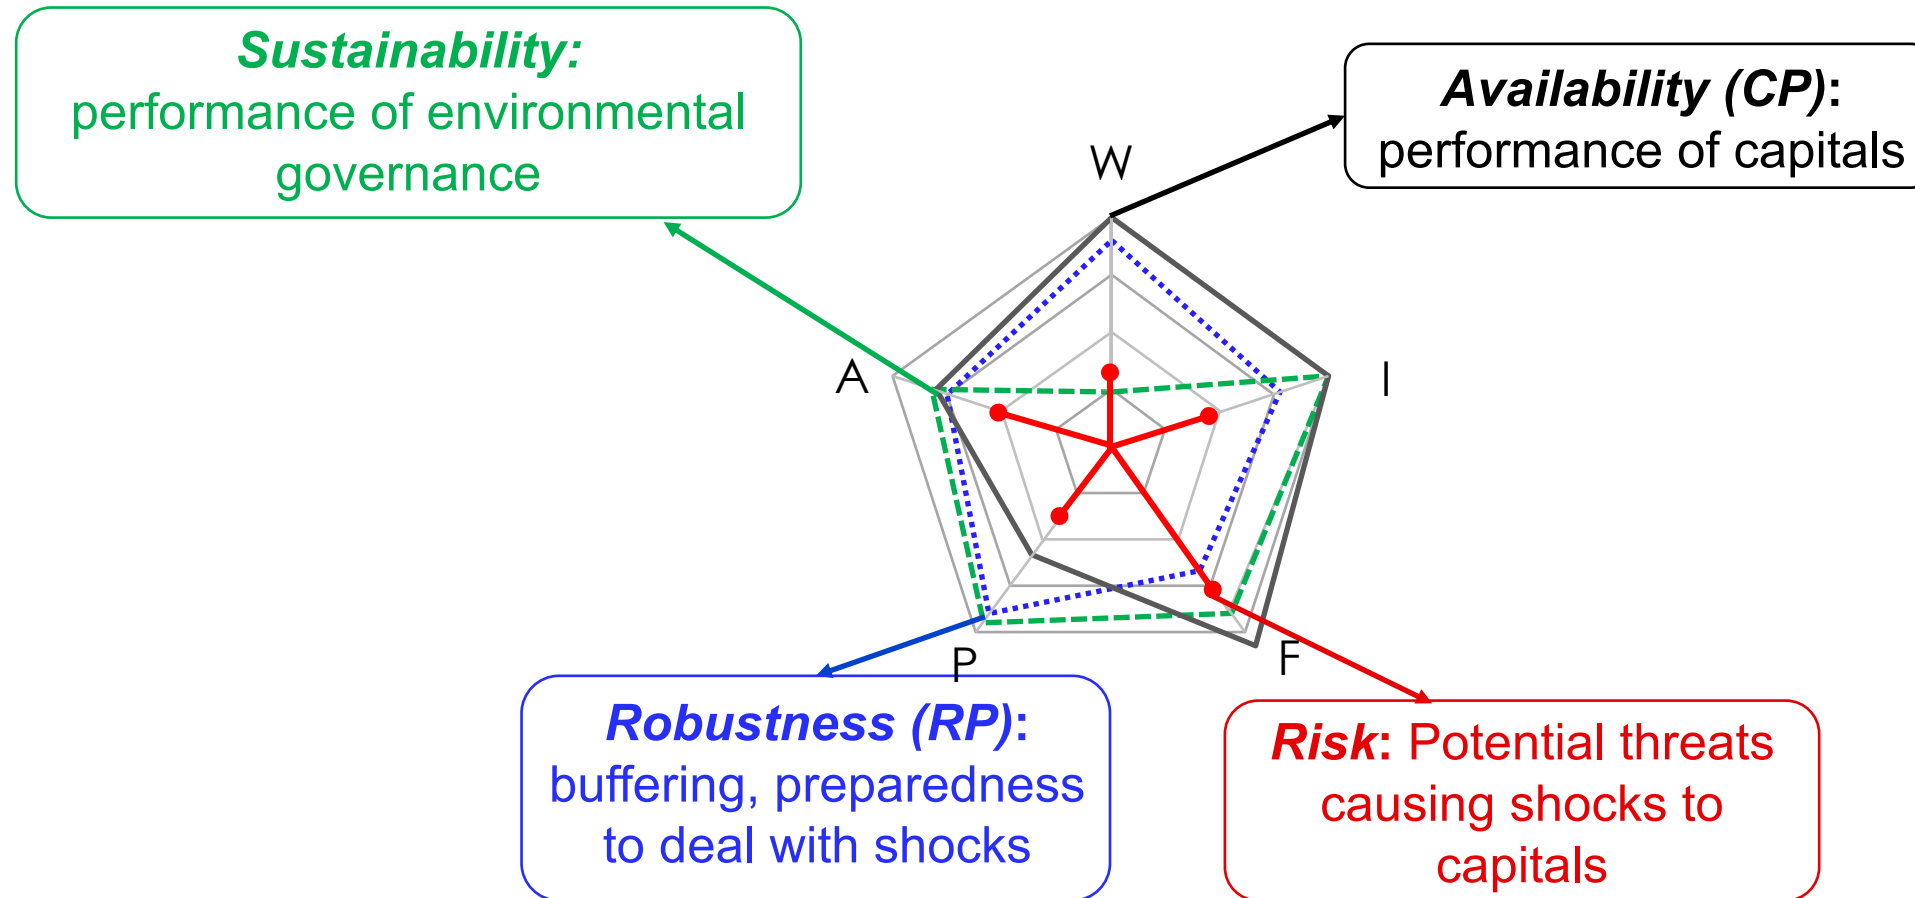 Sustainability:
performance of environmental
governance
Availability (CP):
performance of capitals
W
A
I
P
F
Robustness (RP):
buffering, preparedness
to deal with shocks
Risk: Potential threats
causing shocks to
capitals